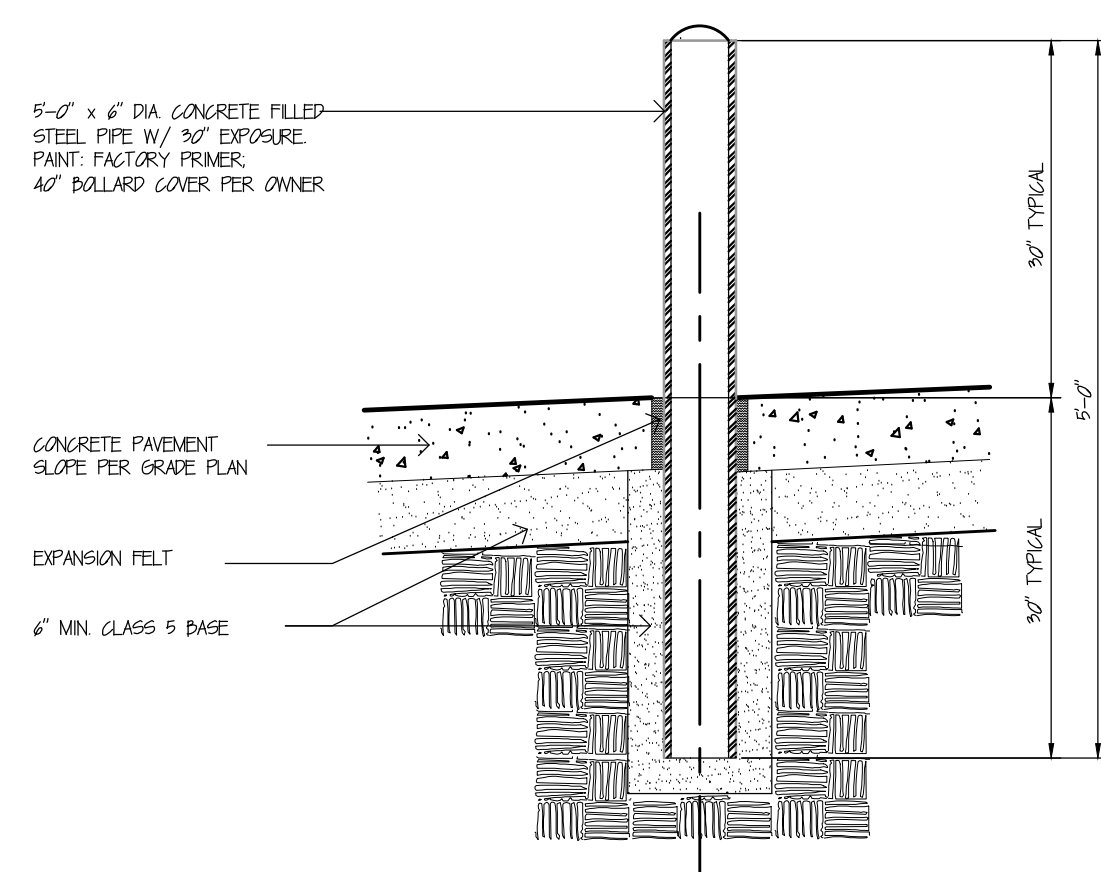 5'-0" x 6" DIA. CONCRETE FILLED
STEEL PIPE W/ 30" EXPOSURE.
PAINT: FACTORY PRIMER;
40" BOLLARD COVER PER OWNER
30" TYPICAL
5'-0"
CONCRETE PAVEMENT
SLOPE PER GRADE PLAN
EXPANSION FELT
30" TYPICAL
6" MIN. CLASS 5 BASE